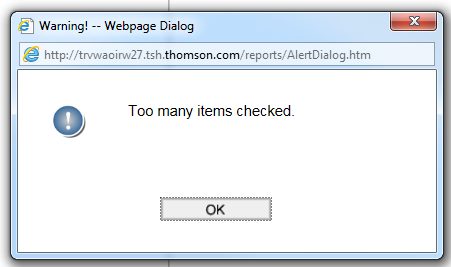 Warning! -- Webpage Dialog
http://trvwaoirw27.tsh.thomson.com/reports/AlertDialog.htm
Too many items checked.
OK